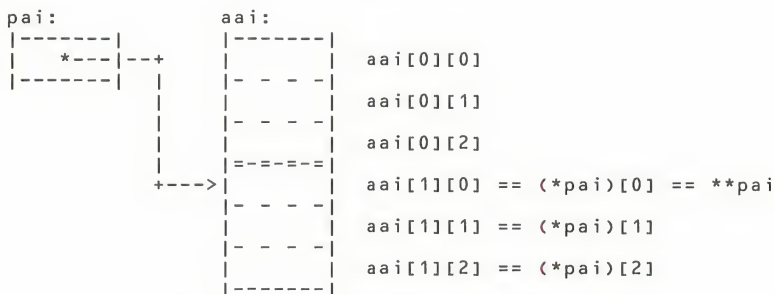 pai: aai:
|-------| |-------|
| *---|--+ | | aai[0][0]
|-------| | |- - - -|
| | | aai[0][1]
| |- - - -|
| | | aai[0][2]
| |=-=-=-=|
+--->| | aai[1][0] == (*pai)[0] == **pai
|- - - -|
| | aai[1][1] == (*pai)[1]
|- - - -|
| | aai[1][2] == (*pai)[2]
|-------|